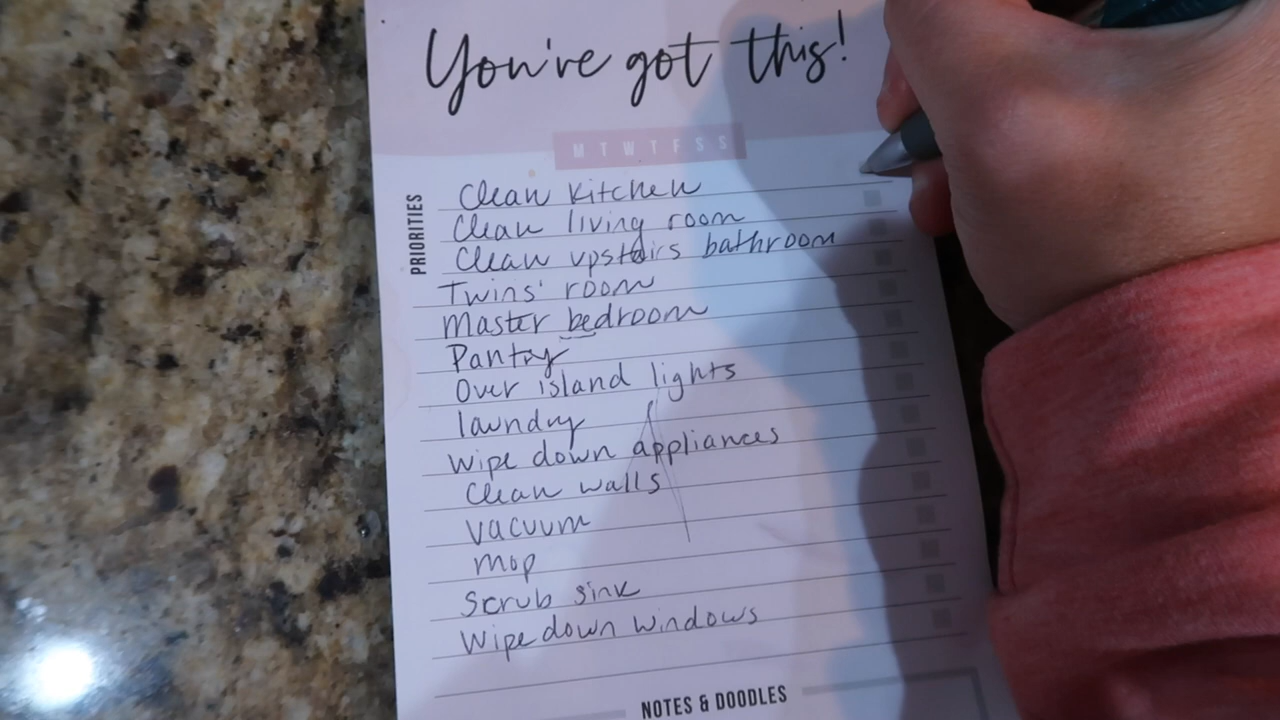 You've got this!
M T W T F S S
PRIORITIES
Clean kitchen
Clean living room
Clean upstairs bathroom
Twins' room
Master bedroom
Pantry
Over island lights
laundry
Wipe down appliances
Clean walls
Vacuum
Mop
Scrub sink
Wipe down windows
NOTES & DOODLES